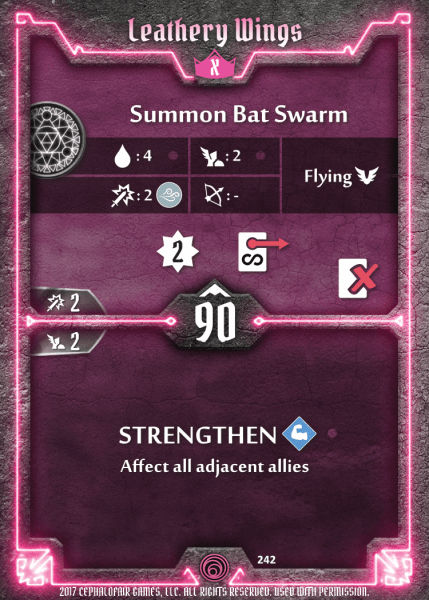 Leathery Wings
X
Summon Bat Swarm
: 4
: 2
Flying
: 2
: -
2
2
90
2
STRENGTHEN
Affect all adjacent allies
242
2017 CEPHALOFAIR GAMES, LLC. ALL RIGHTS RESERVED. USED WITH PERMISSION.